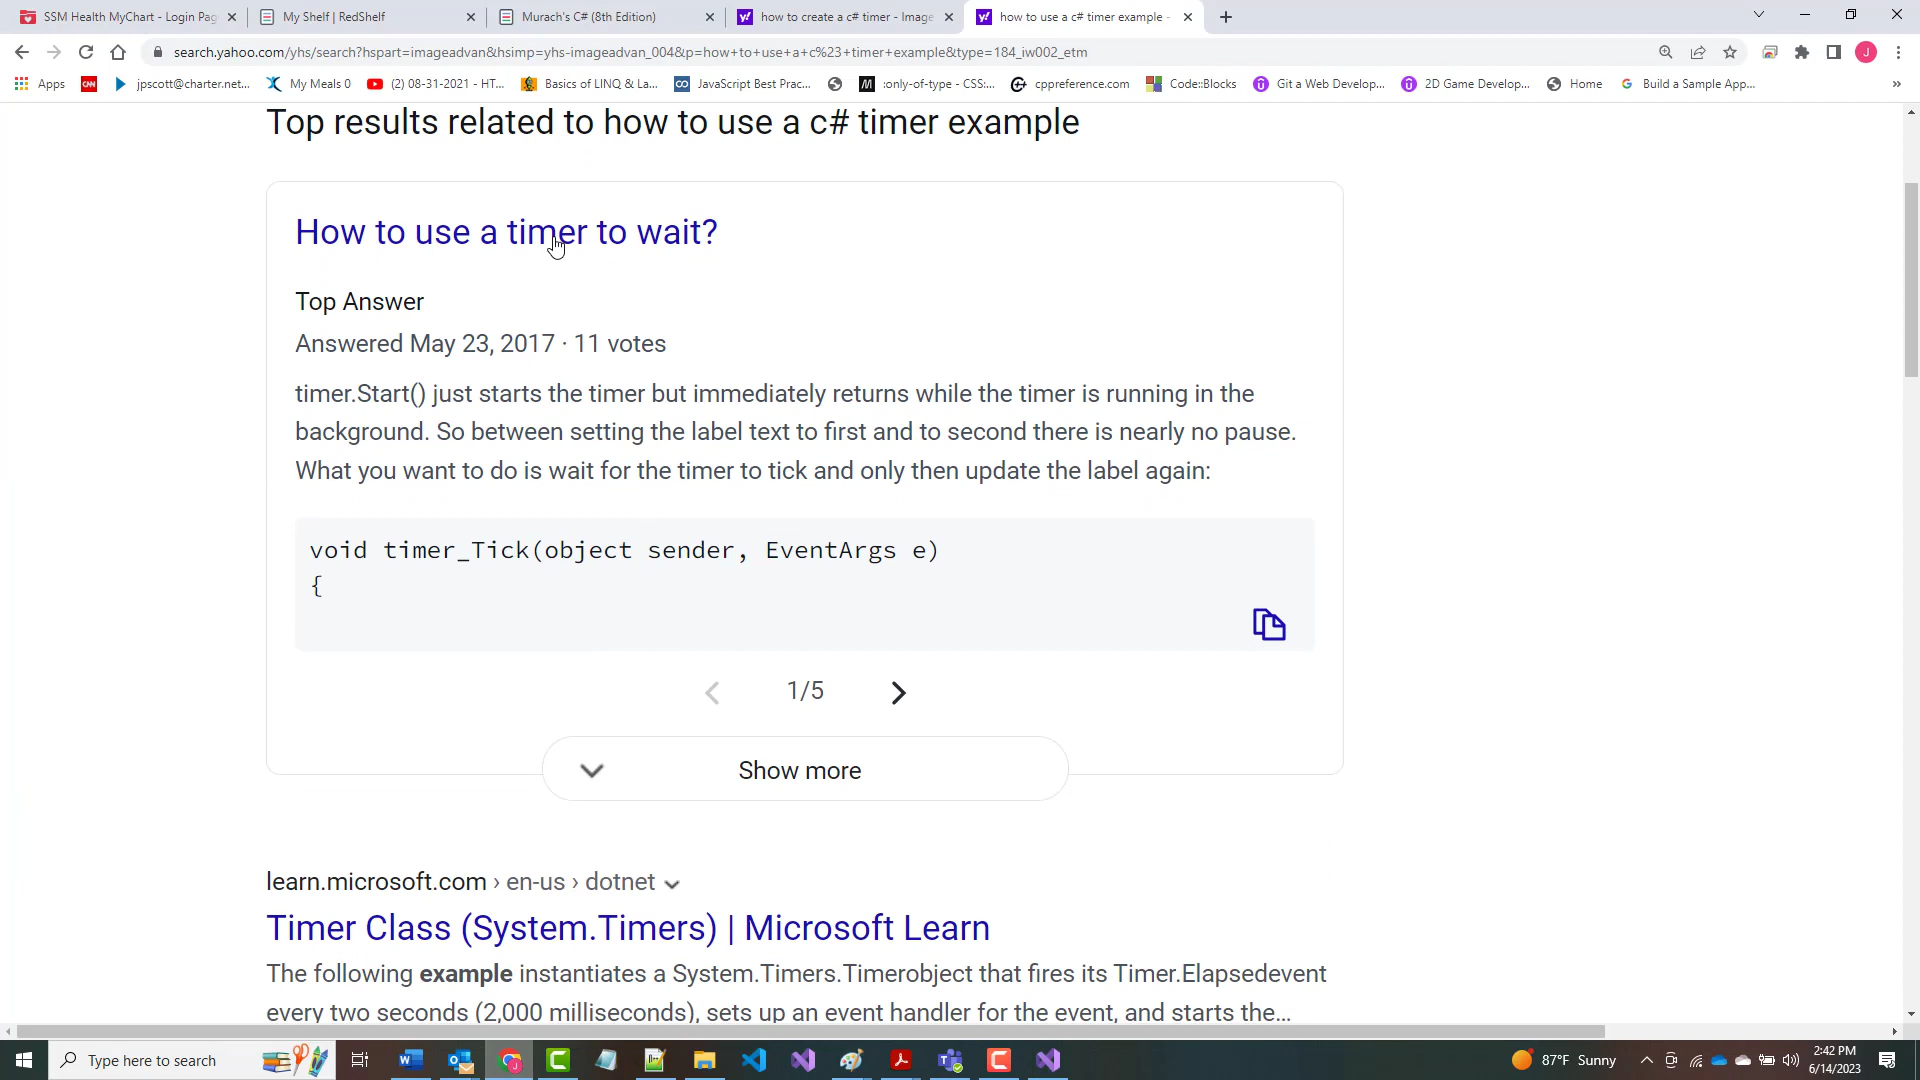 SSM Health MyChart - Login Pag
My Shelf | RedShelf
Murach's C# (8th Edition)
how to create a c# timer - Image
how to use a c# timer example -
search.yahoo.com/yhs/search?hspart=imageadvan&hsimp=yhs-imageadvan_004&p=how+to+use+a+c%23+timer+example&type=184_iw002_etm
J
Apps
CNN
jpscott@charter.net...
My Meals 0
(2) 08-31-2021 - HT...
Basics of LINQ & La...
JavaScript Best Prac...
:only-of-type - CSS:...
cppreference.com
Code::Blocks
Git a Web Develop...
2D Game Develop...
Home
Build a Sample App...
»
Top results related to how to use a c# timer example
How to use a timer to wait?
Top Answer
Answered May 23, 2017 · 11 votes
timer.Start() just starts the timer but immediately returns while the timer is running in the
background. So between setting the label text to first and to second there is nearly no pause.
What you want to do is wait for the timer to tick and only then update the label again:
void timer_Tick(object sender, EventArgs e)
{
1/5
Show more
learn.microsoft.com › en-us › dotnet
Timer Class (System.Timers) | Microsoft Learn
The following example instantiates a System.Timers.Timerobject that fires its Timer.Elapsedevent
every two seconds (2,000 milliseconds), sets up an event handler for the event, and starts the...
Type here to search
87°F Sunny
2:42 PM
6/14/2023